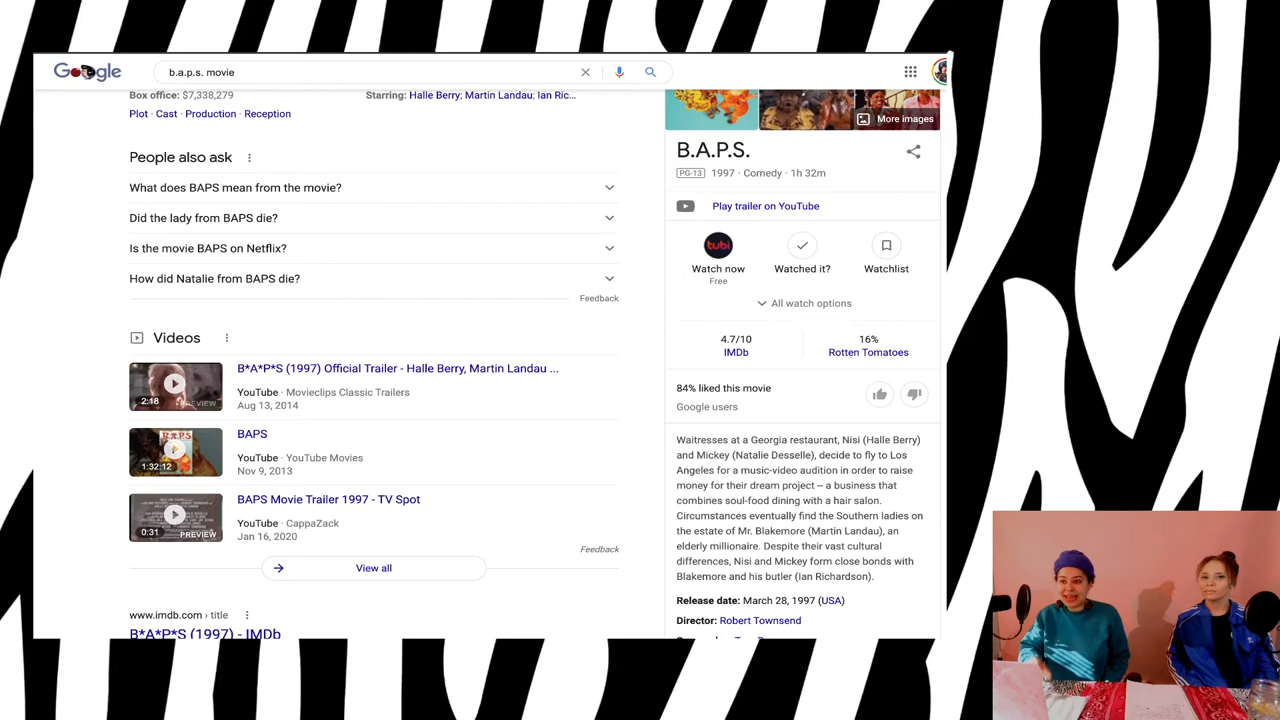 Google
b.a.p.s. movie
Box office: $7,338,279
Starring: Halle Berry; Martin Landau; Ian Ric...
Plot · Cast · Production · Reception
People also ask
What does BAPS mean from the movie?
Did the lady from BAPS die?
Is the movie BAPS on Netflix?
How did Natalie from BAPS die?
Feedback
Videos
B*A*P*S (1997) Official Trailer - Halle Berry, Martin Landau ...
YouTube · Movieclips Classic Trailers
Aug 13, 2014
2:18
PREVIEW
BAPS
YouTube · YouTube Movies
Nov 9, 2013
B.A.P.S
1:32:12
BAPS Movie Trailer 1997 - TV Spot
YouTube · CappaZack
Jan 16, 2020
0:31
PREVIEW
Feedback
View all
www.imdb.com › title
B*A*P*S (1997) - IMDb
More images
B.A.P.S.
PG-13 1997 · Comedy · 1h 32m
Play trailer on YouTube
tubi
Watch now
Free
Watched it?
Watchlist
All watch options
4.7/10
IMDb
16%
Rotten Tomatoes
84% liked this movie
Google users
Waitresses at a Georgia restaurant, Nisi (Halle Berry)
and Mickey (Natalie Desselle), decide to fly to Los
Angeles for a music-video audition in order to raise
money for their dream project -- a business that
combines soul-food dining with a hair salon.
Circumstances eventually find the Southern ladies on
the estate of Mr. Blakemore (Martin Landau), an
elderly millionaire. Despite their vast cultural
differences, Nisi and Mickey form close bonds with
Blakemore and his butler (Ian Richardson).
Release date: March 28, 1997 (USA)
Director: Robert Townsend